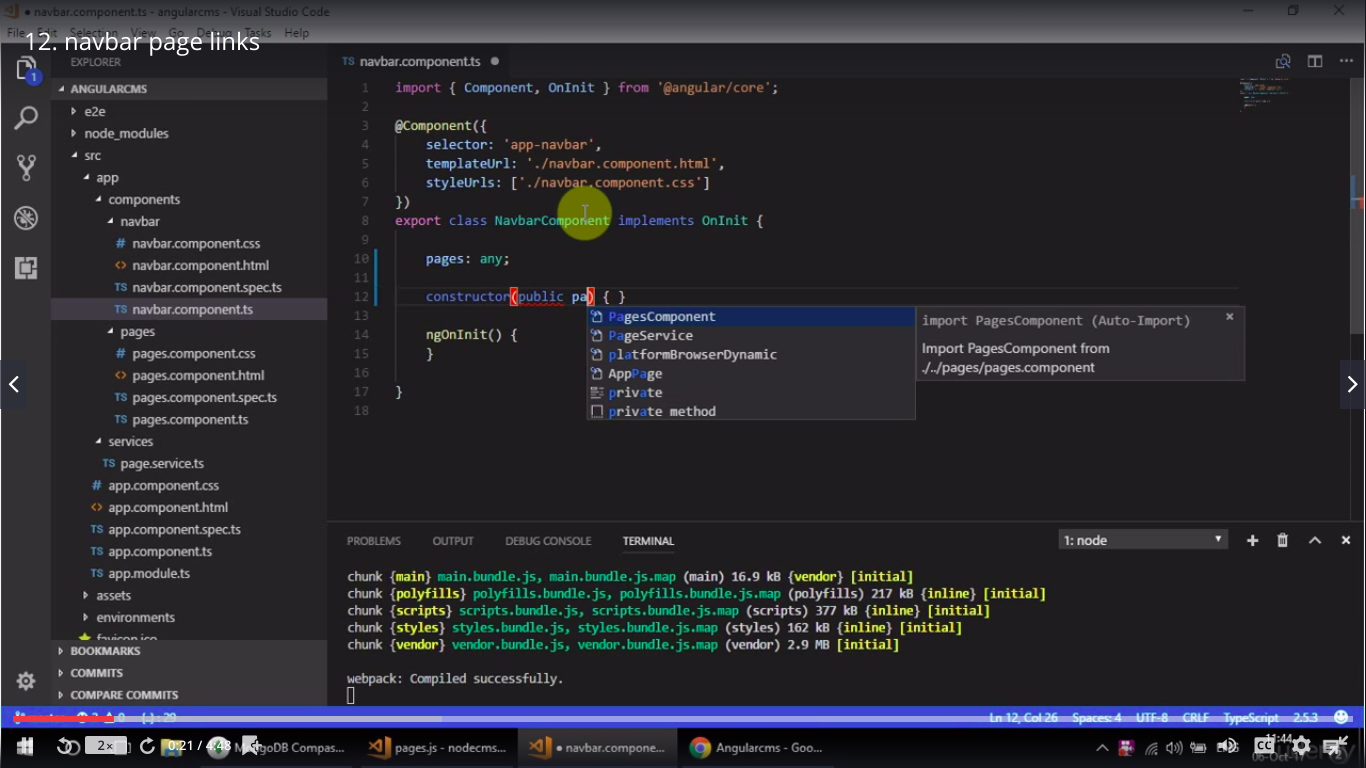 navbar.component.ts - angularcms - Visual Studio Code
File Edit Selection View Go Debug Tasks Help
12. navbar page links
1
EXPLORER
ANGULARCMS
e2e
node_modules
src
app
components
navbar
# navbar.component.css
<> navbar.component.html
TS navbar.component.spec.ts
TS navbar.component.ts
pages
# pages.component.css
<> pages.component.html
TS pages.component.spec.ts
TS pages.component.ts
services
TS page.service.ts
# app.component.css
<> app.component.html
TS app.component.spec.ts
TS app.component.ts
TS app.module.ts
assets
environments
favicon.ico
BOOKMARKS
COMMITS
COMPARE COMMITS
TS navbar.component.ts
1 import { Component, OnInit } from '@angular/core';
2
3 @Component({
4 selector: 'app-navbar',
5 templateUrl: './navbar.component.html',
6 styleUrls: ['./navbar.component.css']
7 })
8 export class NavbarComponent implements OnInit {
9
10 pages: any;
11
12 constructor(public pa) { }
13
14 ngOnInit() {
15 }
16
17 }
18
PagesComponent
PageService
platformBrowserDynamic
AppPage
private
private method
import PagesComponent (Auto-Import)
Import PagesComponent from
./../pages/pages.component
PROBLEMS OUTPUT DEBUG CONSOLE TERMINAL
1: node
chunk {main} main.bundle.js, main.bundle.js.map (main) 16.9 kB {vendor} [initial]
chunk {polyfills} polyfills.bundle.js, polyfills.bundle.js.map (polyfills) 217 kB {inline} [initial]
chunk {scripts} scripts.bundle.js, scripts.bundle.js.map (scripts) 377 kB {inline} [initial]
chunk {styles} styles.bundle.js, styles.bundle.js.map (styles) 162 kB {inline} [initial]
chunk {vendor} vendor.bundle.js, vendor.bundle.js.map (vendor) 2.9 MB [initial]
webpack: Compiled successfully.
Ln 12, Col 26 Spaces: 4 UTF-8 CRLF TypeScript 2.5.3
2x 0:21 / 4:48 MongoDB Compas... pages.js - nodecms... navbar.compone... Angularcms - Goo...
CC 11:44
06-Oct-17